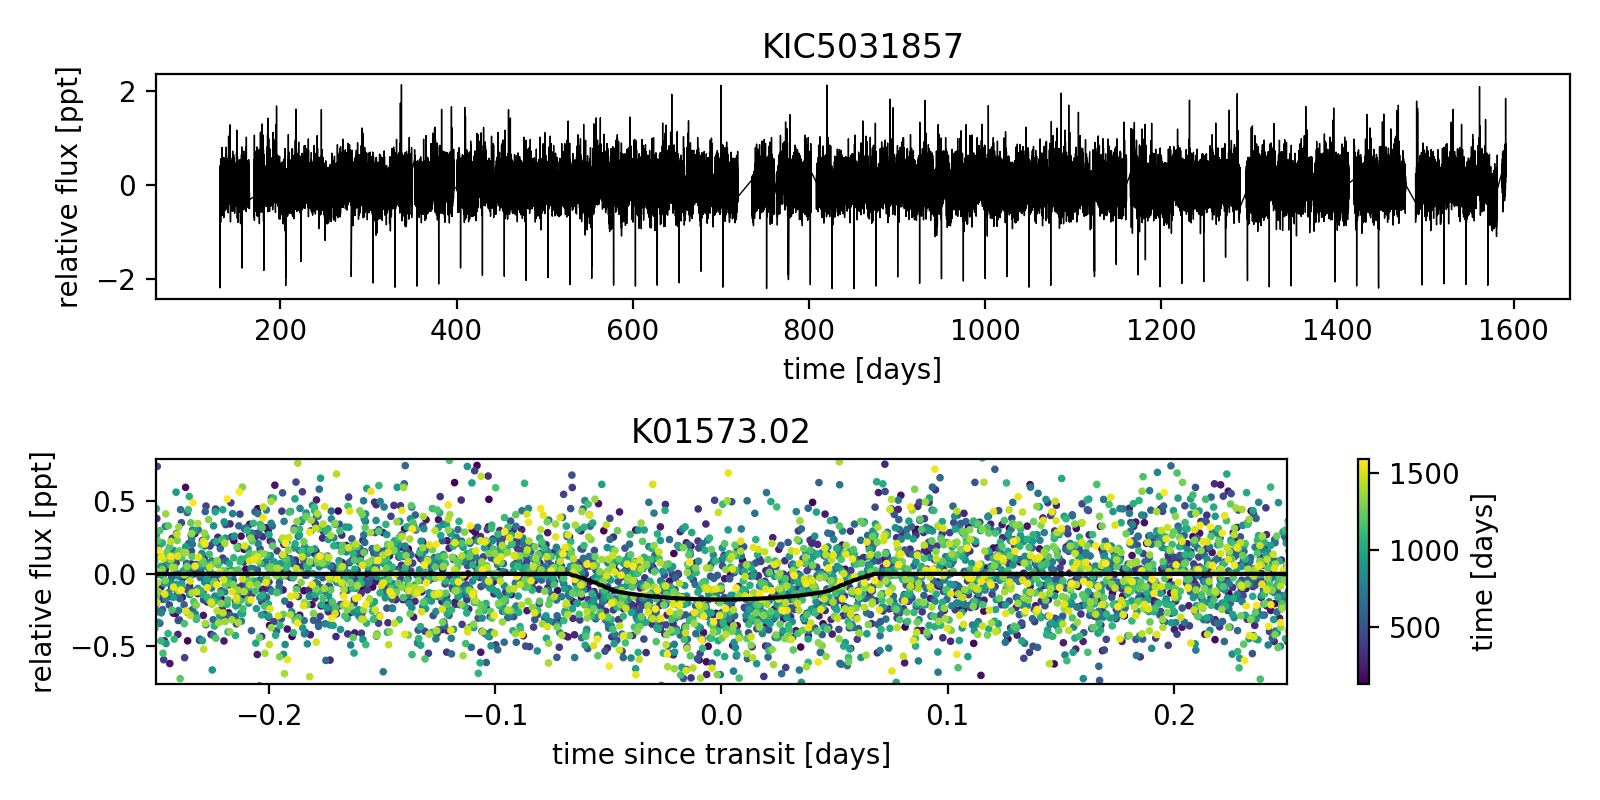 KIC5031857
relative flux [ppt]
2
0
−2
200 400 600 800 1000 1200 1400 1600
time [days]
K01573.02
relative flux [ppt]
0.5
0.0
−0.5
−0.2 −0.1 0.0 0.1 0.2
time since transit [days]
1500
1000
500
time [days]